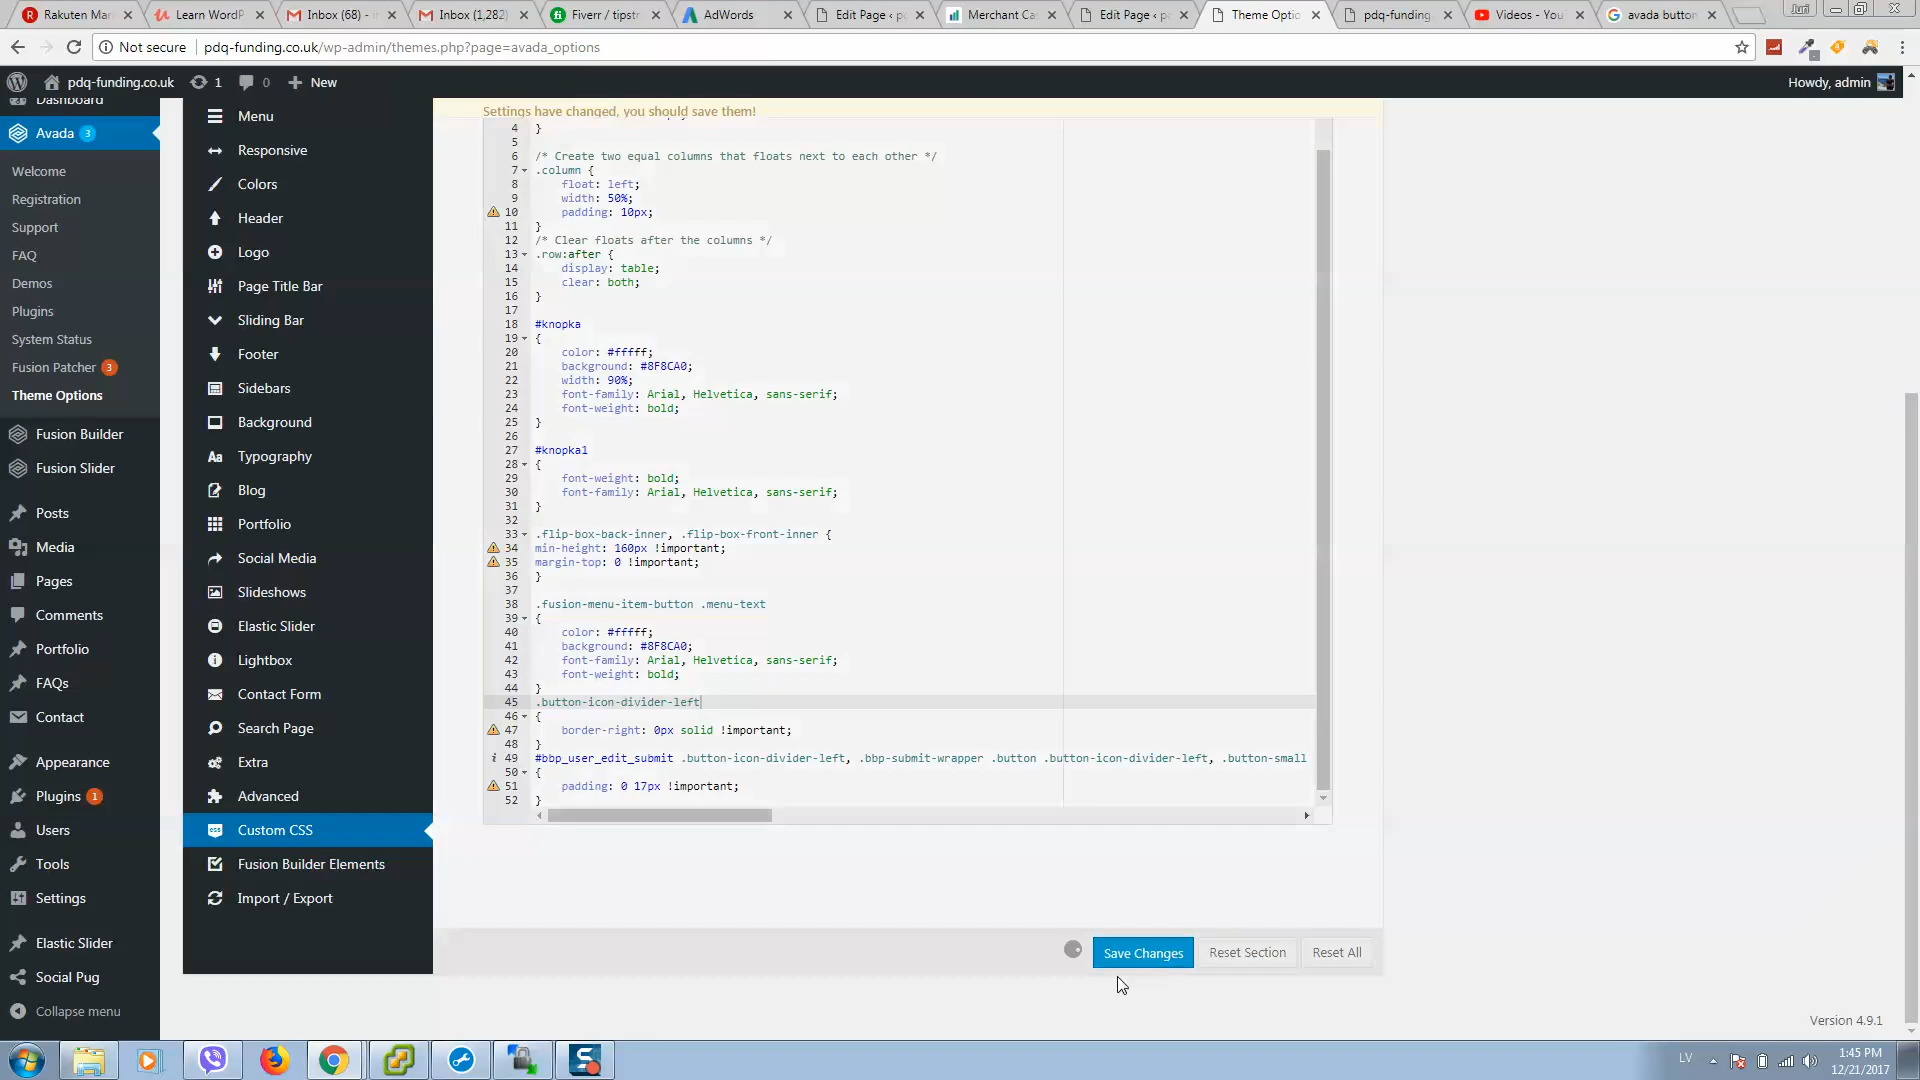 Rakuten Mar
Learn WordP
Inbox (68) - i
Inbox (1,282)
Fiverr / tipstr
AdWords
Edit Page ‹ p
Merchant Ca
Edit Page ‹ p
Theme Optio
pdq-funding
Videos - You
avada button
Juri
Not secure
pdq-funding.co.uk/wp-admin/themes.php?page=avada_options
pdq-funding.co.uk
1
0
New
Howdy, admin
Dashboard
Avada 3
Welcome
Registration
Support
FAQ
Demos
Plugins
System Status
Fusion Patcher 3
Theme Options
Fusion Builder
Fusion Slider
Posts
Media
Pages
Comments
Portfolio
FAQs
Contact
Appearance
Plugins 1
Users
Tools
Settings
Elastic Slider
Social Pug
Collapse menu
Menu
Responsive
Colors
Header
Logo
Page Title Bar
Sliding Bar
Footer
Sidebars
Background
Typography
Blog
Portfolio
Social Media
Slideshows
Elastic Slider
Lightbox
Contact Form
Search Page
Extra
Advanced
Custom CSS
Fusion Builder Elements
Import / Export
Settings have changed, you should save them!
4 }
5
6 /* Create two equal columns that floats next to each other */
7 .column {
8 float: left;
9 width: 50%;
10 padding: 10px;
11 }
12 /* Clear floats after the columns */
13 .row:after {
14 display: table;
15 clear: both;
16 }
17
18 #knopka
19 {
20 color: #fffff;
21 background: #8F8CA0;
22 width: 90%;
23 font-family: Arial, Helvetica, sans-serif;
24 font-weight: bold;
25 }
26
27 #knopka1
28 {
29 font-weight: bold;
30 font-family: Arial, Helvetica, sans-serif;
31 }
32
33 .flip-box-back-inner, .flip-box-front-inner {
34 min-height: 160px !important;
35 margin-top: 0 !important;
36 }
37
38 .fusion-menu-item-button .menu-text
39 {
40 color: #fffff;
41 background: #8F8CA0;
42 font-family: Arial, Helvetica, sans-serif;
43 font-weight: bold;
44 }
45 .button-icon-divider-left
46 {
47 border-right: 0px solid !important;
48 }
49 #bbp_user_edit_submit .button-icon-divider-left, .bbp-submit-wrapper .button .button-icon-divider-left, .button-small
50 {
51 padding: 0 17px !important;
52 }
Save Changes
Reset Section
Reset All
Version 4.9.1
LV
1:45 PM
12/21/2017